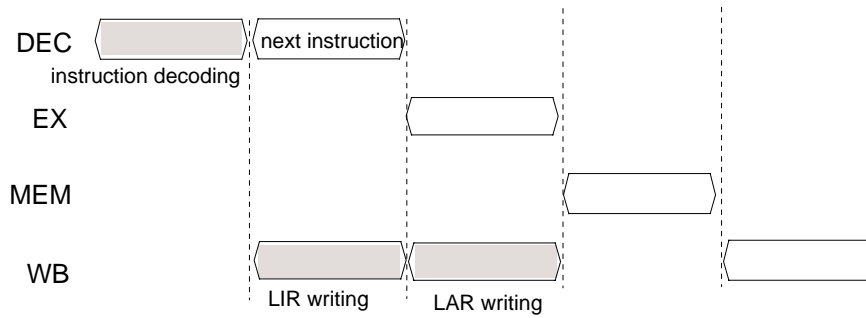 DEC
next instruction
instruction decoding
EX
MEM
WB
LIR writing
LAR writing